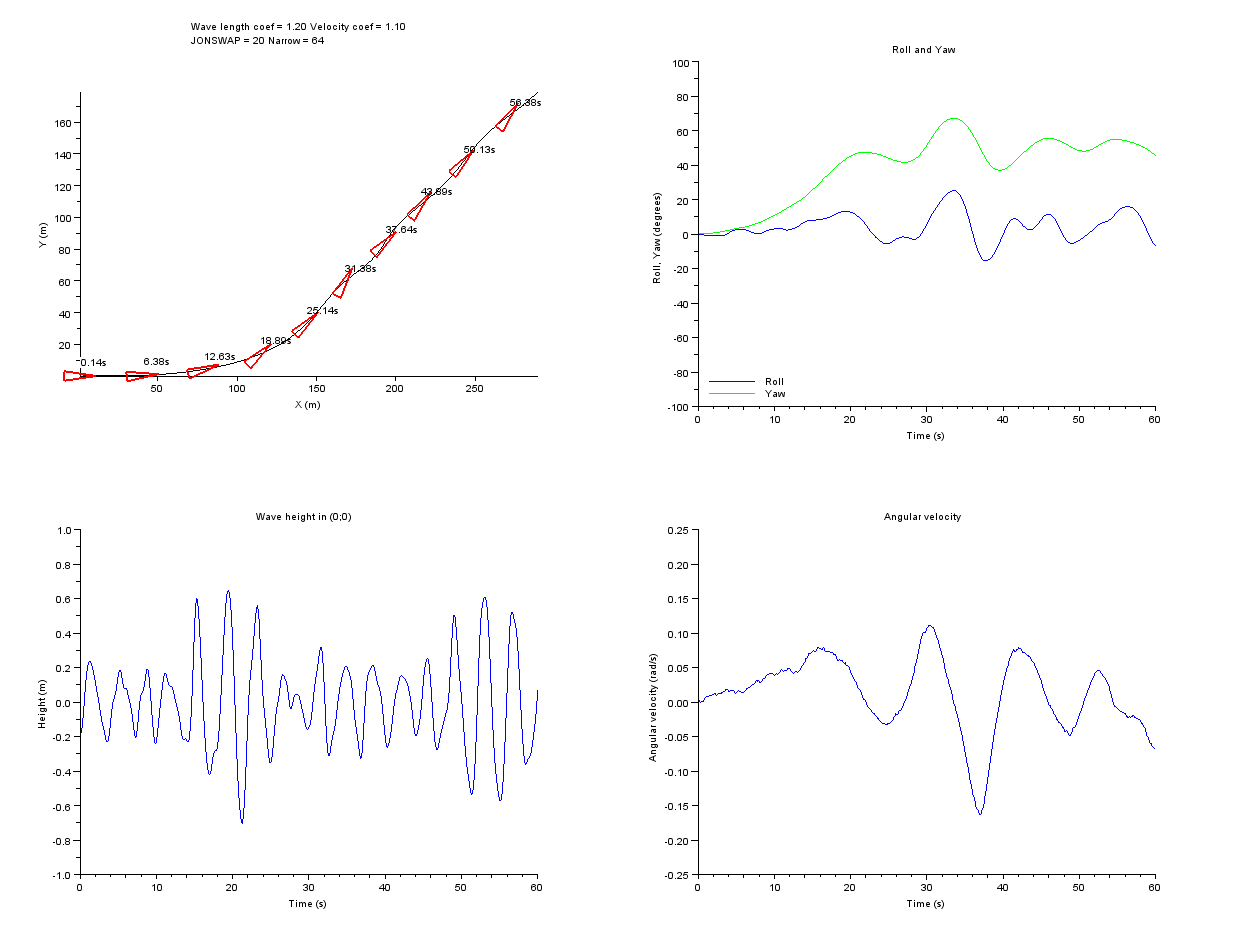 Wave length coef = 1.20 Velocity coef = 1.10
JONSWAP = 20 Narrow = 64
Y (m)
160
140
120
100
80
60
40
20
0.14s
6.38s
12.63s
18.89s
25.14s
31.38s
37.64s
43.89s
50.13s
56.38s
50
100
150
200
250
X (m)
Roll and Yaw
Roll, Yaw (degrees)
100
80
60
40
20
0
-20
-40
-60
-80
-100
Roll
Yaw
0
10
20
30
40
50
60
Time (s)
Wave height in (0;0)
Height (m)
1.0
0.8
0.6
0.4
0.2
0.0
-0.2
-0.4
-0.6
-0.8
-1.0
0
10
20
30
40
50
60
Time (s)
Angular velocity
Angular velocity (rad/s)
0.25
0.20
0.15
0.10
0.05
0.00
-0.05
-0.10
-0.15
-0.20
-0.25
0
10
20
30
40
50
60
Time (s)